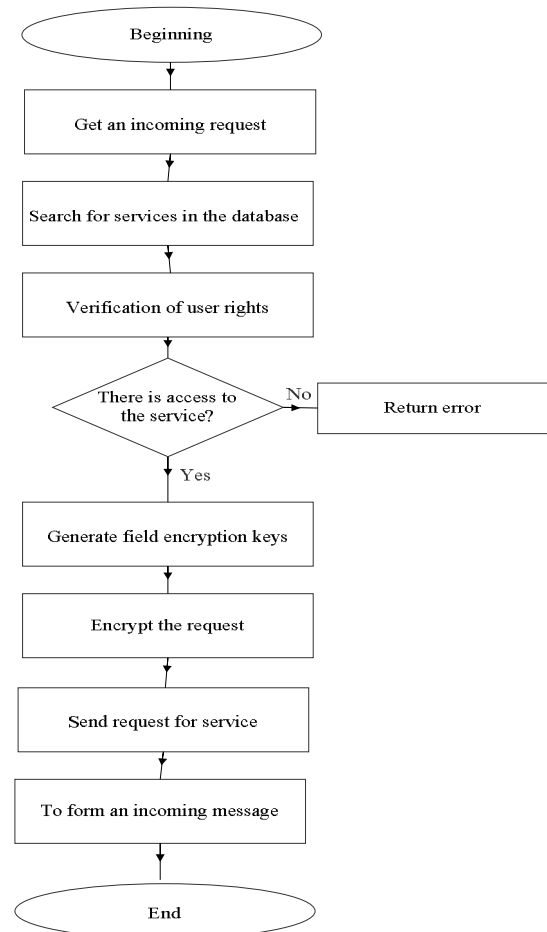 Beginning
Get an incoming request
Search for services in the database
Verification of user rights
There is access to
the service?
No
Return error
Yes
Generate field encryption keys
Encrypt the request
Send request for service
To form an incoming message
End